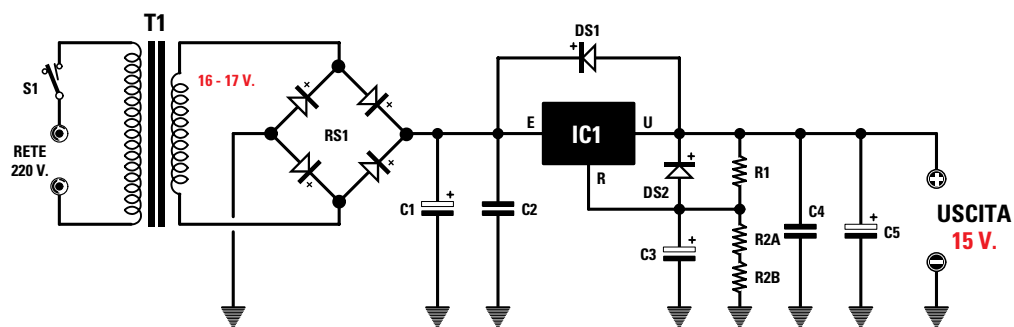 T1
S1
RETE
220 V.
16 - 17 V.
RS1
DS1
E
IC1
U
R
DS2
R1
C1
C2
C3
R2A
R2B
C4
C5
USCITA
15 V.
+
+
+
+
+
+
+
+
+
+
−